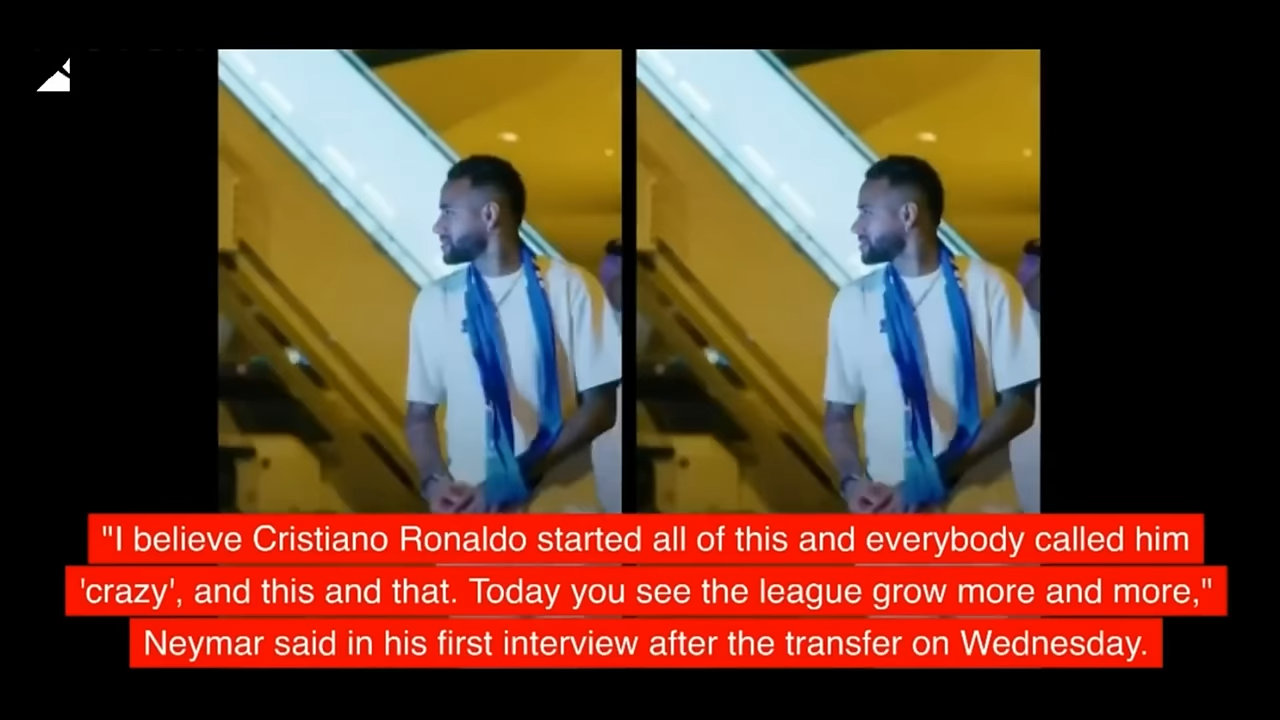 "I believe Cristiano Ronaldo started all of this and everybody called him
'crazy', and this and that. Today you see the league grow more and more,"
Neymar said in his first interview after the transfer on Wednesday.